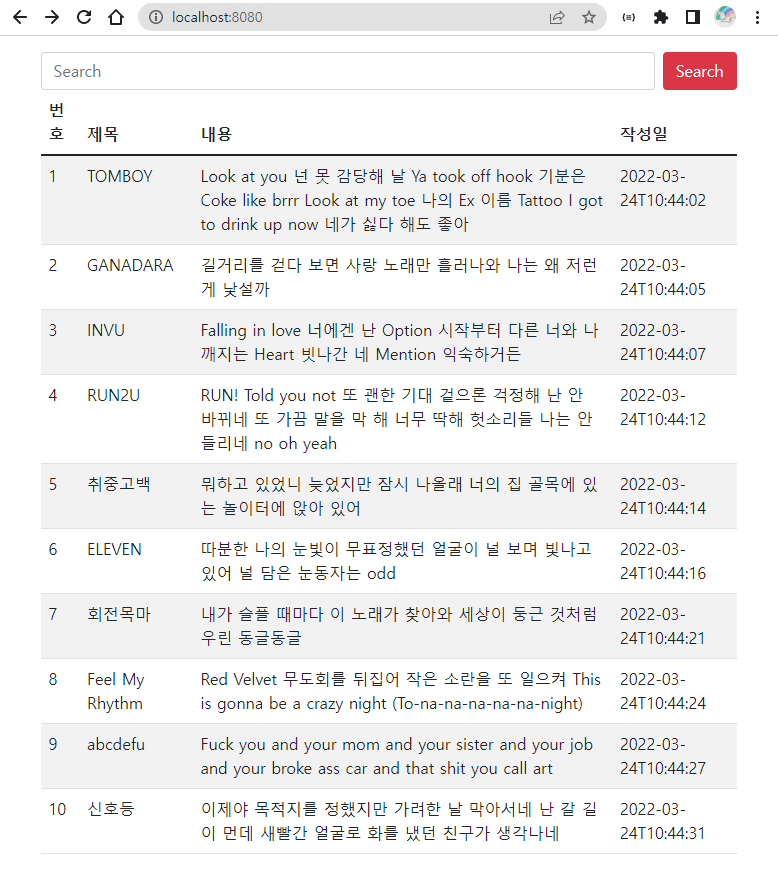 localhost:8080
Search Search
번
호 제목 내용 작성일
1 TOMBOY Look at you 넌 못 감당해 날 Ya took off hook 기분은 2022-03-
Coke like brrr Look at my toe 나의 Ex 이름 Tattoo I got 24T10:44:02
to drink up now 네가 싫다 해도 좋아
2 GANADARA 길거리를 걷다 보면 사랑 노래만 흘러나와 나는 왜 저런 2022-03-
게 낯설까 24T10:44:05
3 INVU Falling in love 너에겐 난 Option 시작부터 다른 너와 나 2022-03-
깨지는 Heart 빗나간 네 Mention 익숙하거든 24T10:44:07
4 RUN2U RUN! Told you not 또 괜한 기대 겉으론 걱정해 난 안 2022-03-
바뀌네 또 가끔 말을 막 해 너무 딱해 헛소리들 나는 안 24T10:44:12
들리네 no oh yeah
5 취중고백 뭐하고 있었니 늦었지만 잠시 나올래 너의 집 골목에 있 2022-03-
는 놀이터에 앉아 있어 24T10:44:14
6 ELEVEN 따분한 나의 눈빛이 무표정했던 얼굴이 널 보며 빛나고 2022-03-
있어 널 담은 눈동자는 odd 24T10:44:16
7 회전목마 내가 슬플 때마다 이 노래가 찾아와 세상이 둥근 것처럼 2022-03-
우린 동글동글 24T10:44:21
8 Feel My Red Velvet 무도회를 뒤집어 작은 소란을 또 일으켜 This 2022-03-
Rhythm is gonna be a crazy night (To-na-na-na-na-na-night) 24T10:44:24
9 abcdefu Fuck you and your mom and your sister and your job 2022-03-
and your broke ass car and that shit you call art 24T10:44:27
10 신호등 이제야 목적지를 정했지만 가려한 날 막아서네 난 갈 길 2022-03-
이 먼데 새빨간 얼굴로 화를 냈던 친구가 생각나네 24T10:44:31